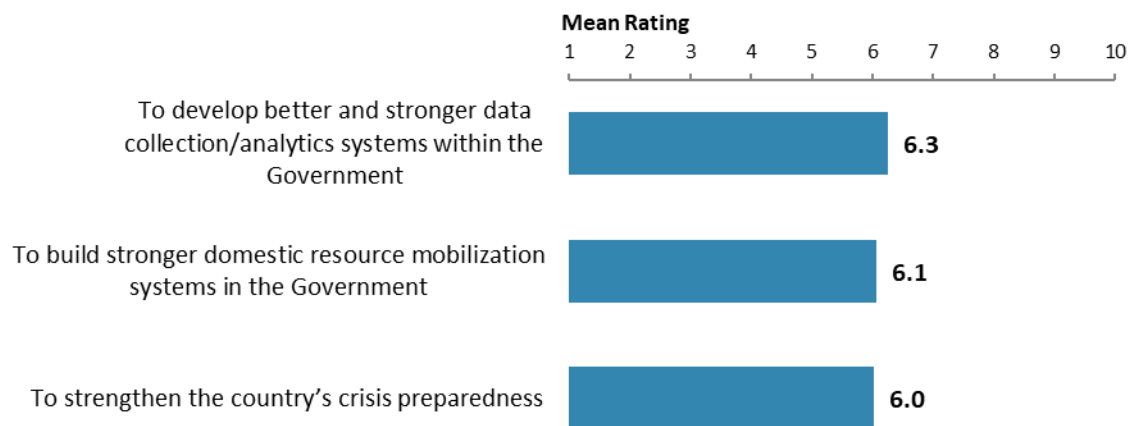 Mean Rating
1 2 3 4 5 6 7 8 9 10
To develop better and stronger data
collection/analytics systems within the
Government
6.3
To build stronger domestic resource mobilization
systems in the Government
6.1
To strengthen the country’s crisis preparedness
6.0